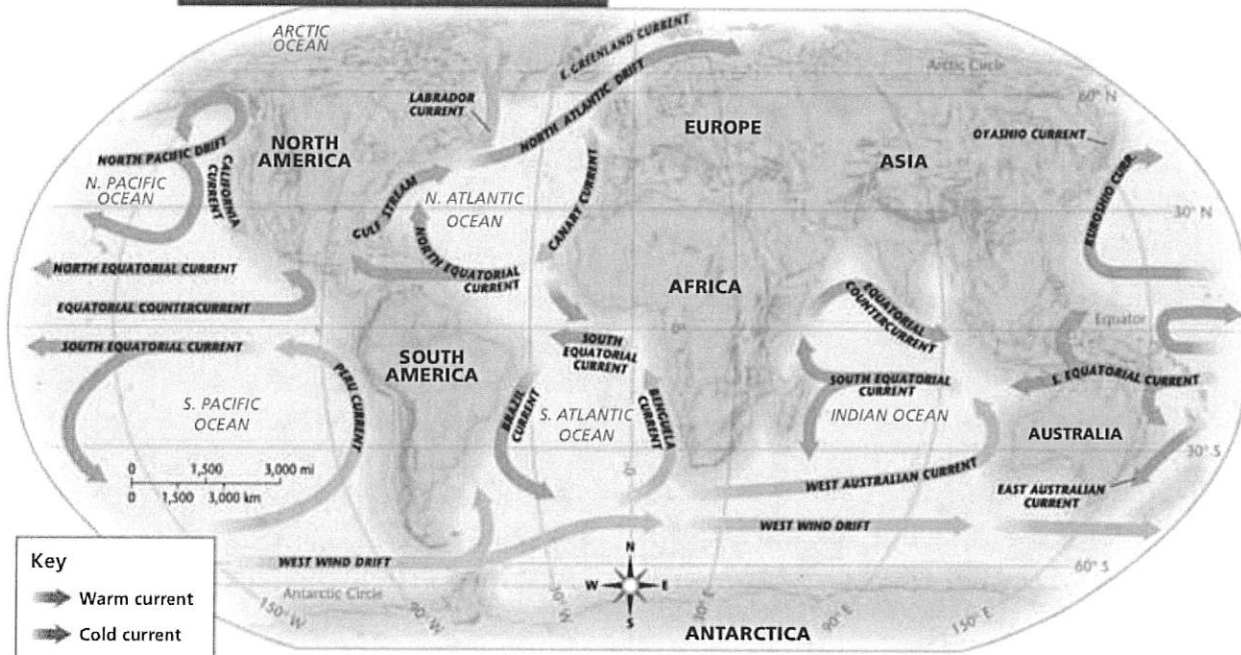 ARCTIC
OCEAN
E. GREENLAND CURRENT
Arctic Circle
LABRADOR
CURRENT
NORTH ATLANTIC DRIFT
60° N
EUROPE
OYASHIO CURRENT
NORTH
AMERICA
NORTH PACIFIC DRIFT
ASIA
CALIFORNIA
CURRENT
N. PACIFIC
OCEAN
GULF STREAM
N. ATLANTIC
OCEAN
CANARY CURRENT
KUROSHIO CURR.
30° N
NORTH EQUATORIAL CURRENT
NORTH EQUATORIAL
CURRENT
AFRICA
EQUATORIAL
COUNTERCURRENT
EQUATORIAL COUNTERCURRENT
0°
Equator
SOUTH EQUATORIAL CURRENT
SOUTH
EQUATORIAL
CURRENT
SOUTH
AMERICA
PERU CURRENT
SOUTH EQUATORIAL
CURRENT
S. EQUATORIAL CURRENT
S. PACIFIC
OCEAN
BRAZIL
CURRENT
S. ATLANTIC
OCEAN
BENGUELA
CURRENT
INDIAN OCEAN
AUSTRALIA
30° S
0 1,500 3,000 mi
0 1,500 3,000 km
0°
WEST AUSTRALIAN CURRENT
EAST AUSTRALIAN
CURRENT
WEST WIND DRIFT
WEST WIND DRIFT
N
W E
S
60° S
Antarctic Circle
150° W
90° W
30° W
30° E
90° E
150° E
ANTARCTICA
Key
Warm current
Cold current